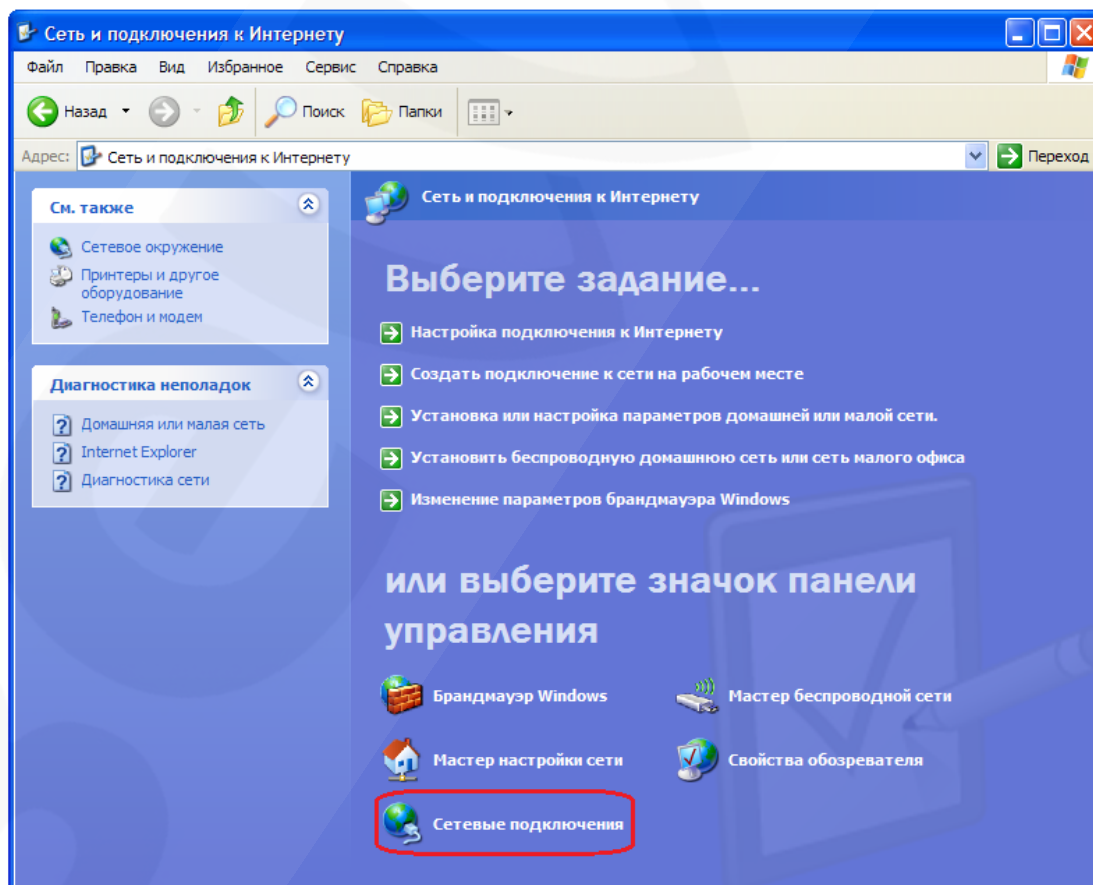 Сеть и подключения к Интернету
Файл Правка Вид Избранное Сервис Справка
Назад Поиск Папки
Адрес: Сеть и подключения к Интернету Переход
См. также
Сетевое окружение
Принтеры и другое
оборудование
Телефон и модем
Диагностика неполадок
Домашняя или малая сеть
Internet Explorer
Диагностика сети
Сеть и подключения к Интернету
Выберите задание...
Настройка подключения к Интернету
Создать подключение к сети на рабочем месте
Установка или настройка параметров домашней или малой сети.
Установить беспроводную домашнюю сеть или сеть малого офиса
Изменение параметров брандмауэра Windows
или выберите значок панели
управления
Брандмауэр Windows
Мастер беспроводной сети
Мастер настройки сети
Свойства обозревателя
Сетевые подключения